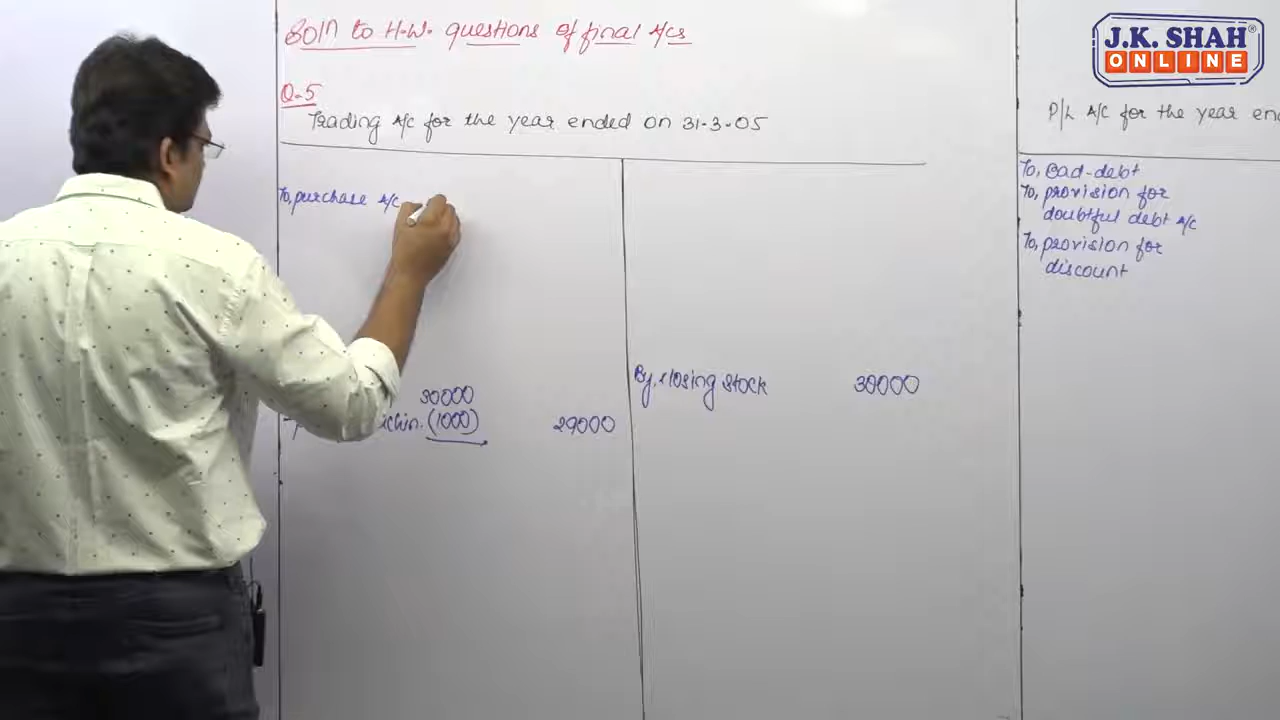 Soln to H.W. questions of final A/cs
J.K. SHAH®
ONLINE
Q-5
Trading A/c for the year ended on 31-3-05
To, purchase A/c
30000
(1000) 29000
By, closing stock 30000
P/L A/c for the year en
To, Bad-debt
To, provision for
doubtful debt A/c
To, provision for
discount